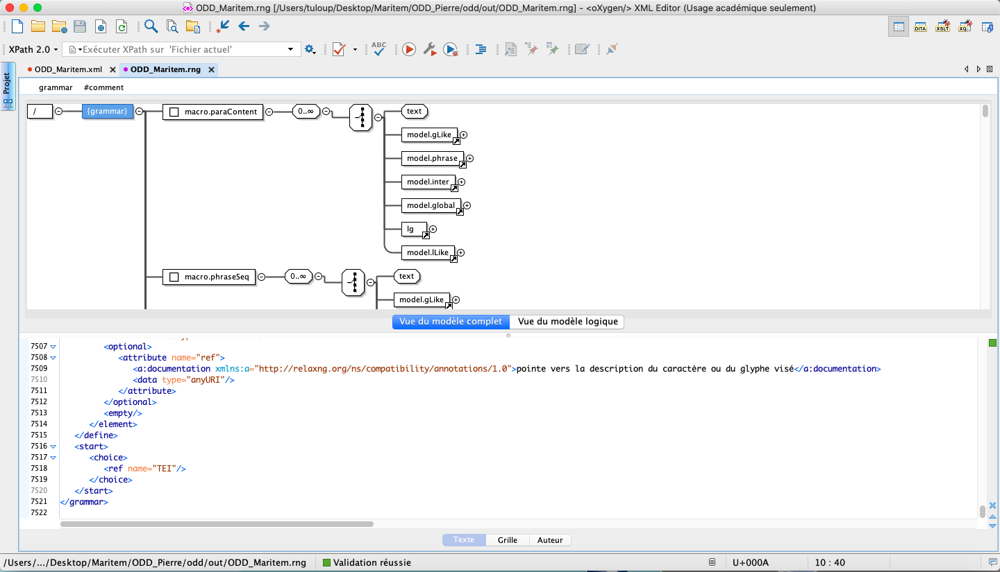 ODD_Maritem.rng [/Users/tuloup/Desktop/Maritem/ODD_Pierre/odd/out/ODD_Maritem.rng] - <oXygen/> XML Editor (Usage académique seulement)
DITA XSLT XQ
XPath 2.0 Exécuter XPath sur 'Fichier actuel' ABC
Projet
ODD_Maritem.xml ODD_Maritem.rng
grammar #comment
/ {grammar} macro.paraContent 0..∞ text
model.gLike
model.phrase
model.inter
model.global
lg
model.lLike
macro.phraseSeq 0..∞ text
model.gLike
Vue du modèle complet Vue du modèle logique
7507 <optional>
7508 <attribute name="ref">
7509 <a:documentation xmlns:a="http://relaxng.org/ns/compatibility/annotations/1.0">pointe vers la description du caractère ou du glyphe visé</a:documentation>
7510 <data type="anyURI"/>
7511 </attribute>
7512 </optional>
7513 <empty/>
7514 </element>
7515 </define>
7516 <start>
7517 <choice>
7518 <ref name="TEI"/>
7519 </choice>
7520 </start>
7521 </grammar>
7522
Texte Grille Auteur
/Users/.../Desktop/Maritem/ODD_Pierre/odd/out/ODD_Maritem.rng Validation réussie U+000A 10 : 40